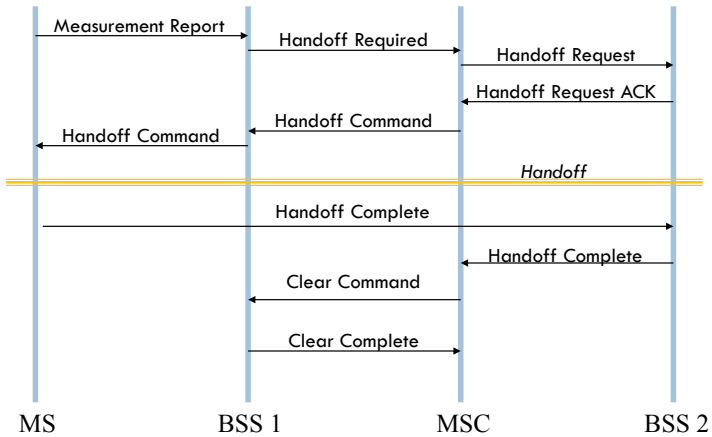 Measurement Report
Handoff Required
Handoff Request
Handoff Request ACK
Handoff Command
Handoff Command
Handoff
Handoff Complete
Handoff Complete
Clear Command
Clear Complete
MS BSS 1 MSC BSS 2